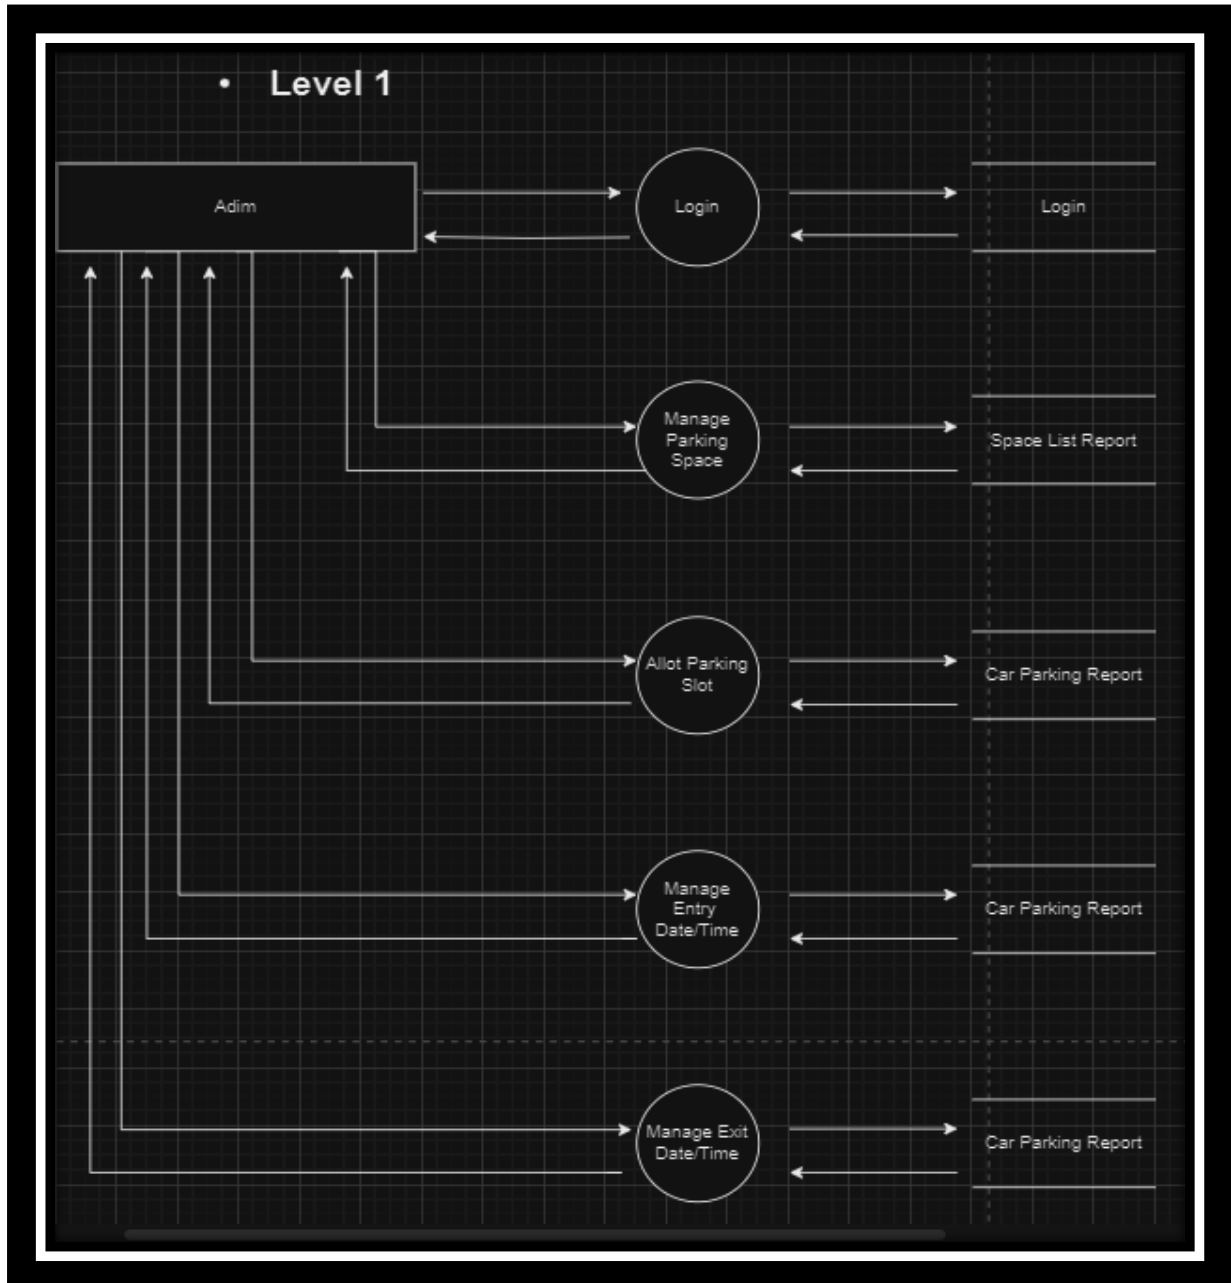 • Level 1
Adim
Login
Login
Manage
Parking
Space
Space List Report
Allot Parking
Slot
Car Parking Report
Manage
Entry
Date/Time
Car Parking Report
Manage Exit
Date/Time
Car Parking Report